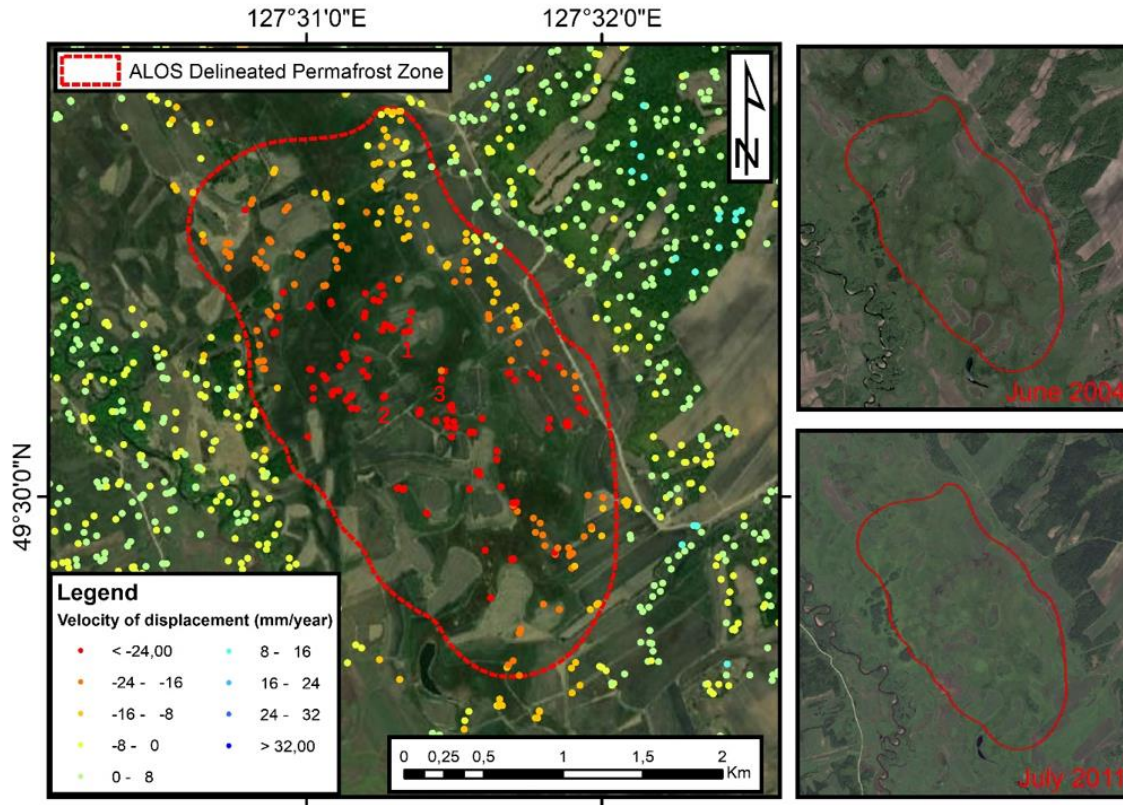 127°31'0"E
127°32'0"E
ALOS Delineated Permafrost Zone
N
1
3
2
49°30'0"N
Legend
Velocity of displacement (mm/year)
< -24,00
-24 - -16
-16 - -8
-8 - 0
0 - 8
8 - 16
16 - 24
24 - 32
> 32,00
0 0,25 0,5 1 1,5 2
Km
June 2004
July 2011